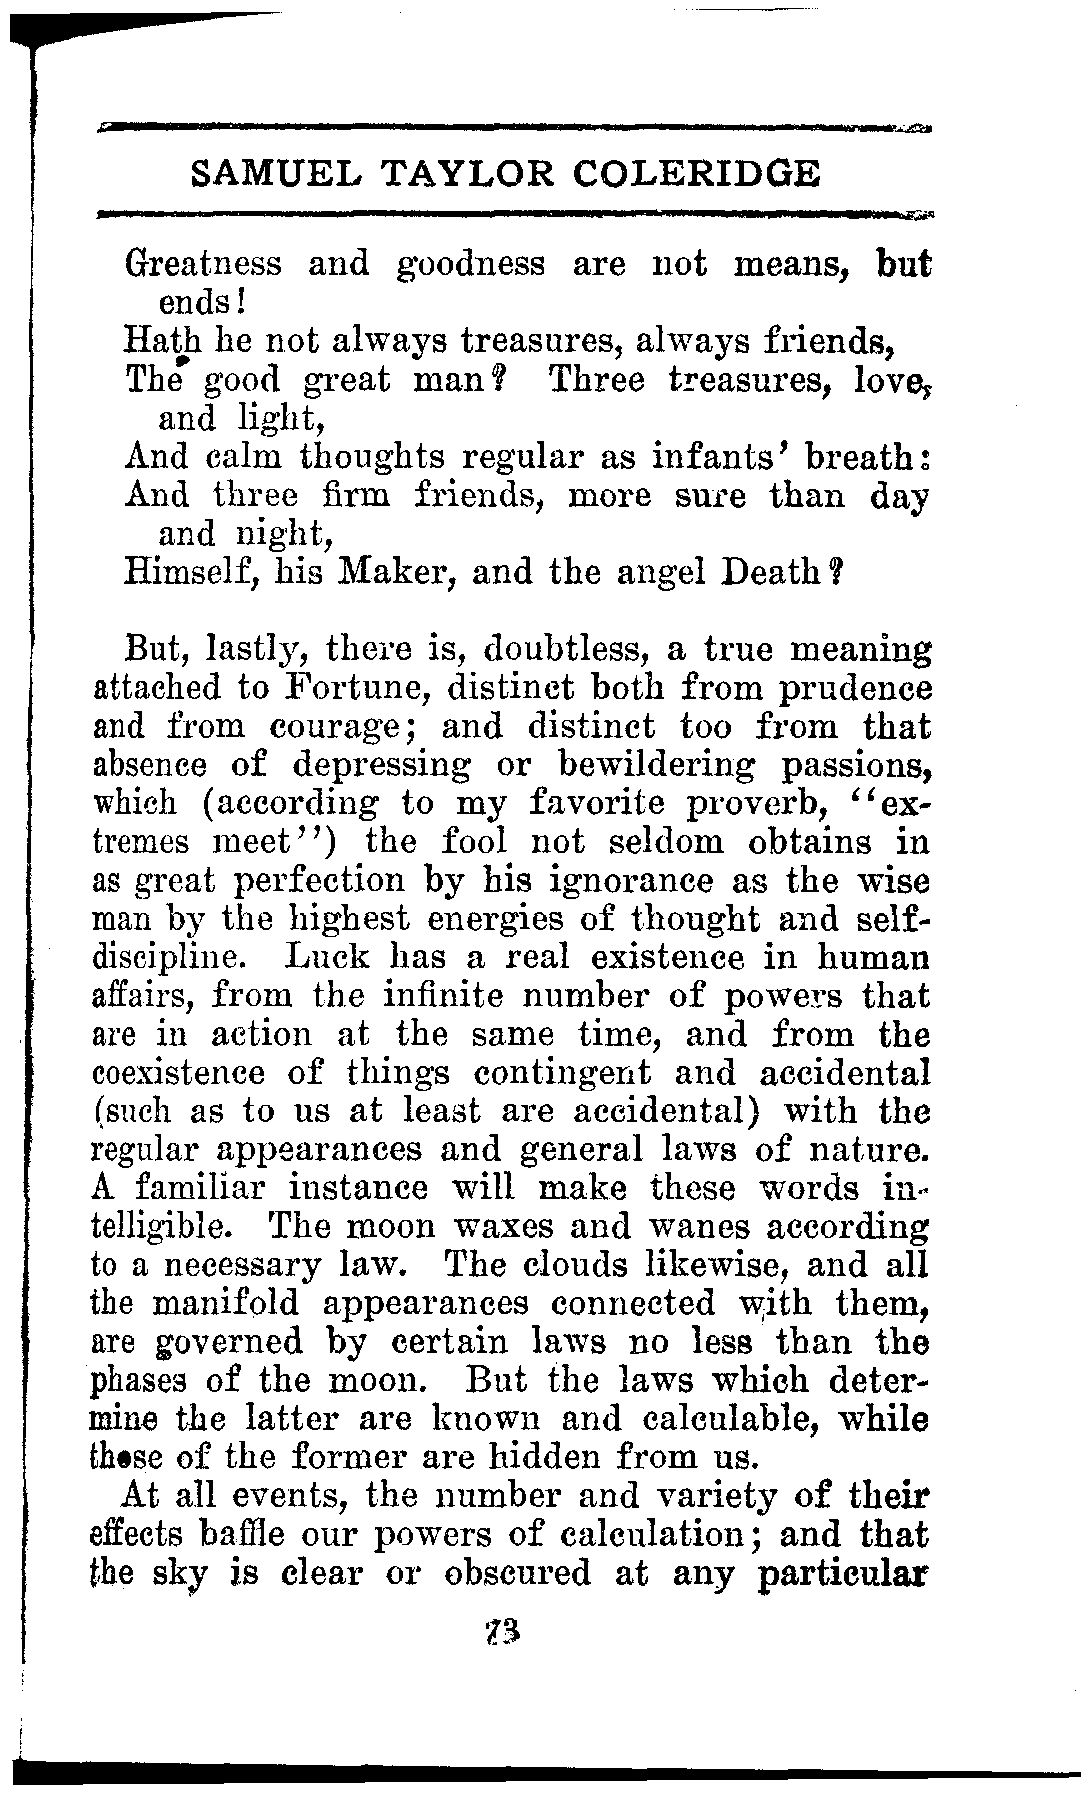 SAMUEL TAYLOR COLERIDGE
Greatness and goodness are not means, but
ends!
Hath he not always treasures, always friends,
The good great man? Three treasures, love,
and light,
And calm thoughts regular as infants' breath:
And three firm friends, more sure than day
and night,
Himself, his Maker, and the angel Death?
But, lastly, there is, doubtless, a true meaning
attached to Fortune, distinct both from prudence
and from courage; and distinct too from that
absence of depressing or bewildering passions,
which (according to my favorite proverb, "ex-
tremes meet") the fool not seldom obtains in
as great perfection by his ignorance as the wise
man by the highest energies of thought and self-
discipline. Luck has a real existence in human
affairs, from the infinite number of powers that
are in action at the same time, and from the
coexistence of things contingent and accidental
(such as to us at least are accidental) with the
regular appearances and general laws of nature.
A familiar instance will make these words in-
telligible. The moon waxes and wanes according
to a necessary law. The clouds likewise, and all
the manifold appearances connected with them,
are governed by certain laws no less than the
phases of the moon. But the laws which deter-
mine the latter are known and calculable, while
those of the former are hidden from us.
At all events, the number and variety of their
effects baffle our powers of calculation; and that
the sky is clear or obscured at any particular
73